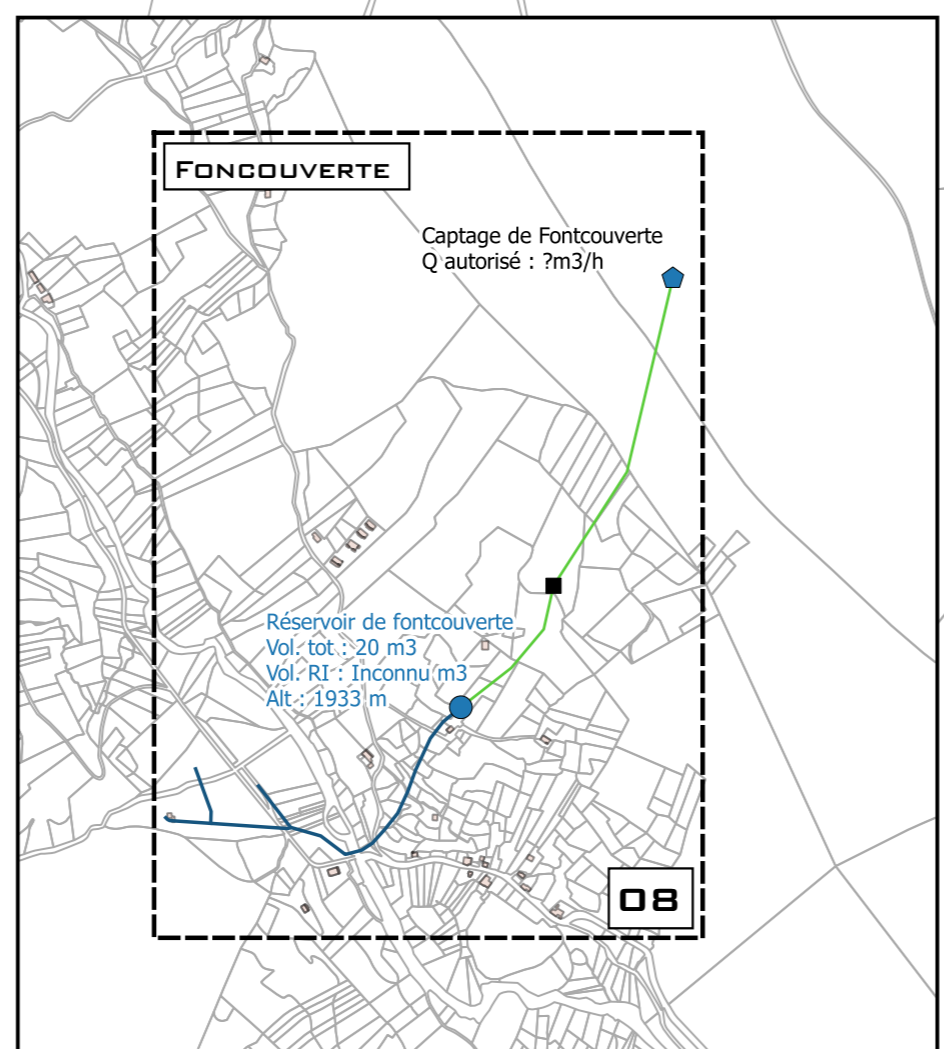 FONCOUVERTE
Captage de Fontcouverte
Q autorisé : ?m3/h
Réservoir de fontcouverte
Vol. tot : 20 m3
Vol. RI : Inconnu m3
Alt : 1933 m
08